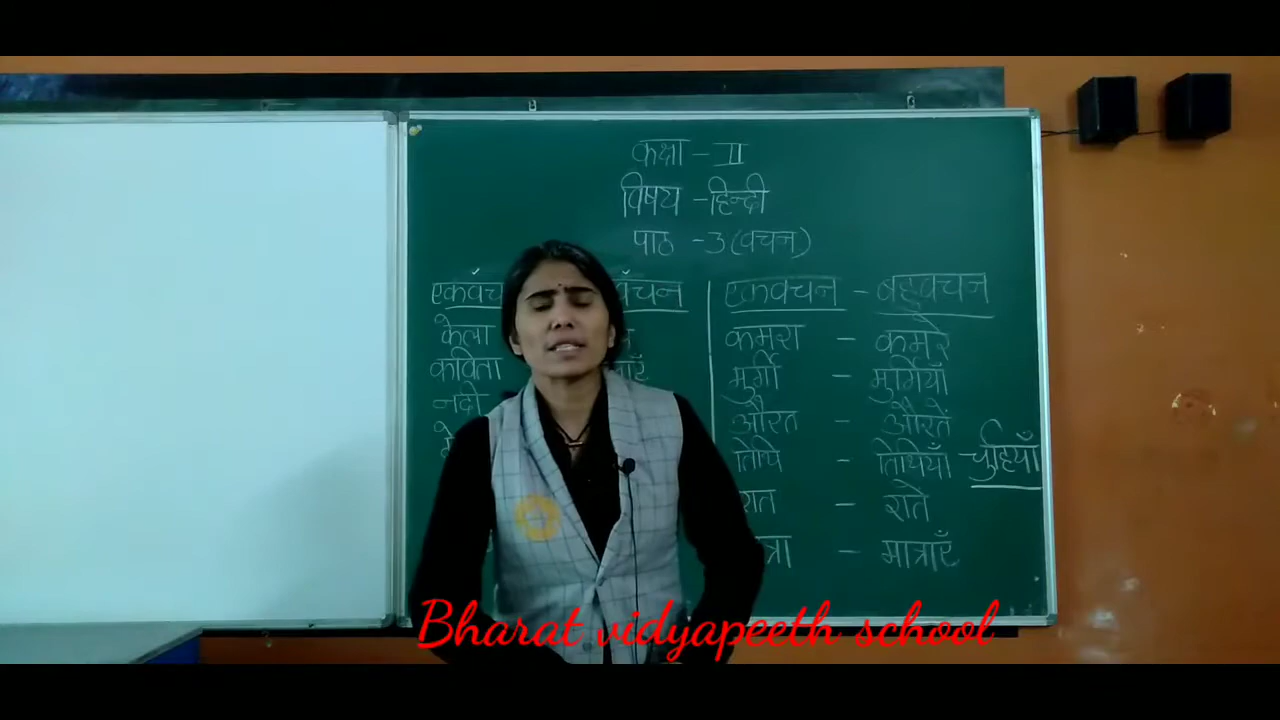 कक्षा - II
विषय - हिन्दी
पाठ - 3 (वचन)
केला
कविता
नदी
एकवचन - बहुवचन
कमरा - कमरे
मुर्गी - मुर्गियाँ
औरत - औरतें
तिथि - तिथियाँ चुहियाँ
रात - रातें
मात्राएँ
Bharat vidyapeeth school